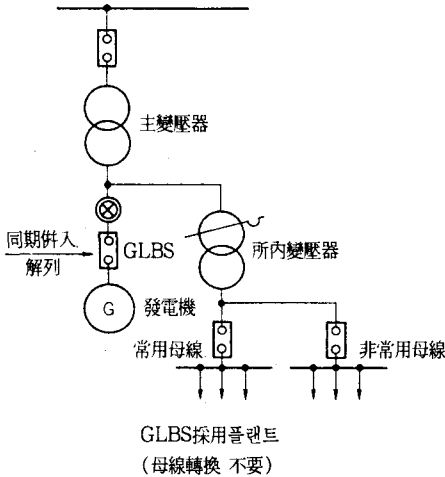 主變壓器
同期併入
解列
GLBS
所內變壓器
G
發電機
常用母線
非常用母線
GLBS採用플랜트
(母線轉換 不要)